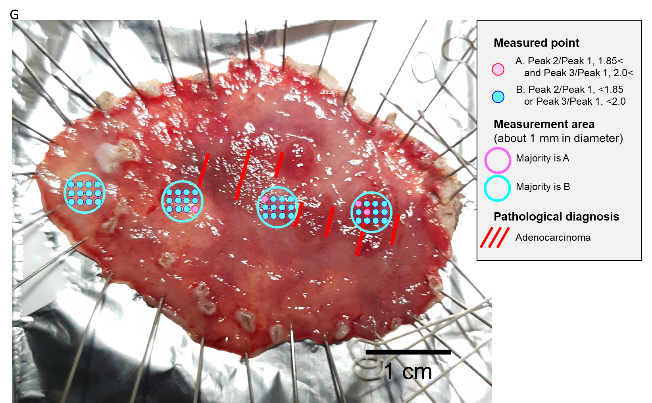 G
Measured point
A. Peak 2/Peak 1, 1.85<
and Peak 3/Peak 1, 2.0<
B. Peak 2/Peak 1, <1.85
or Peak 3/Peak 1, <2.0
Measurement area
(about 1 mm in diameter)
Majority is A
Majority is B
Pathological diagnosis
Adenocarcinoma
1 cm